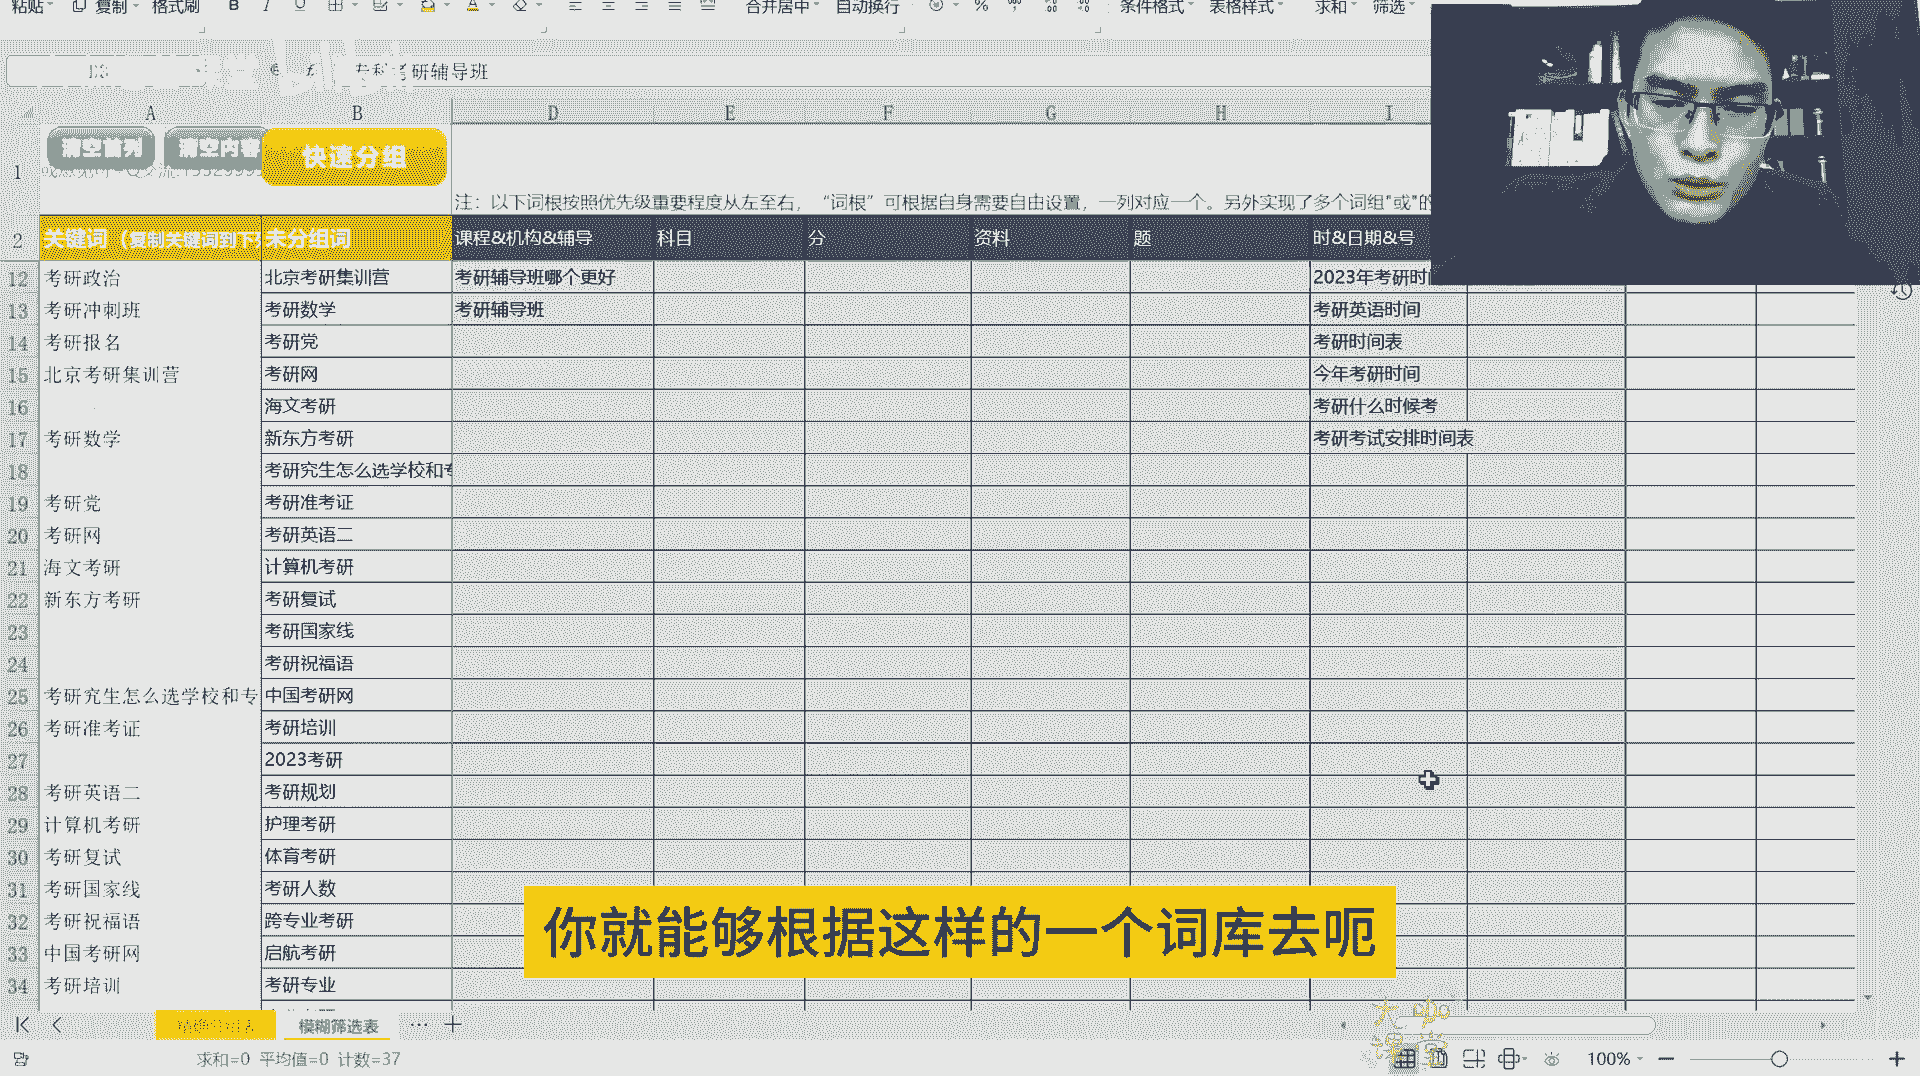 粘贴 复制 格式刷 B I U A 合并居中 自动换行 % 条件格式 表格样式 求和 筛选
考研辅导班
A B D E F G H I
清空首列 清空内容 快速分组
1
注：以下词根按照优先级重要程度从左至右，“词根”可根据自身需要自由设置，一列对应一个。另外实现了多个词组"或"的
2 关键词（复制关键词到下 未分组词 课程&机构&辅导 科目 分 资料 题 时&日期&号
12 考研政治 北京考研集训营 考研辅导班哪个更好 2023年考研时
13 考研冲刺班 考研数学 考研辅导班 考研英语时间
14 考研报名 考研党 考研时间表
15 北京考研集训营 考研网 今年考研时间
16 海文考研 考研什么时候考
17 考研数学 新东方考研 考研考试安排时间表
18 考研究生怎么选学校和专
19 考研党 考研准考证
20 考研网 考研英语二
21 海文考研 计算机考研
22 新东方考研 考研复试
23 考研国家线
24 考研祝福语
25 考研究生怎么选学校和专 中国考研网
26 考研准考证 考研培训
27 2023考研
28 考研英语二 考研规划
29 计算机考研 护理考研
30 考研复试 体育考研
31 考研国家线 考研人数
32 考研祝福语 跨专业考研
33 中国考研网 启航考研
34 考研培训 考研专业
你就能够根据这样的一个词库去呃
模糊筛选表 ··· +
求和=0 平均值=0 计数=37 100% − +